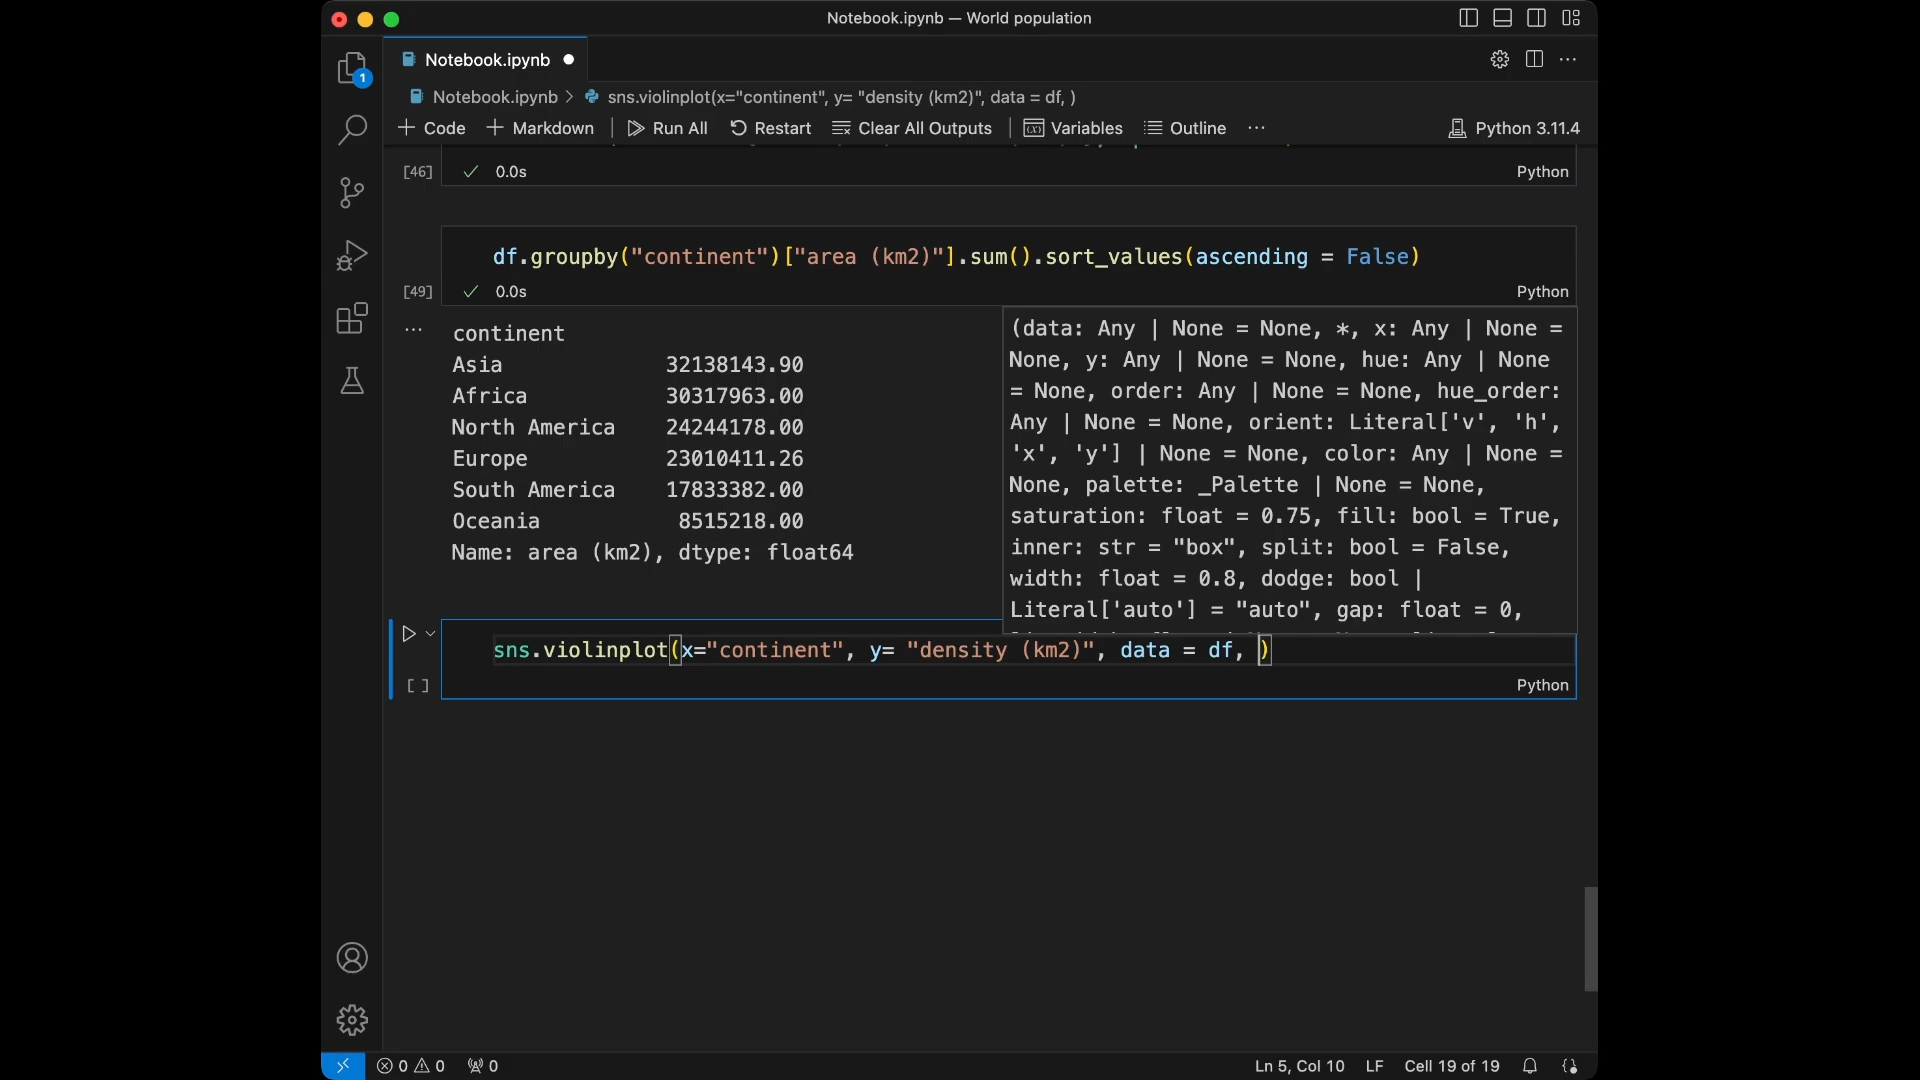 Notebook.ipynb — World population
1
Notebook.ipynb
Notebook.ipynb > sns.violinplot(x="continent", y= "density (km2)", data = df, )
Code Markdown Run All Restart Clear All Outputs Variables Outline ... Python 3.11.4
[46] 0.0s Python
df.groupby("continent")["area (km2)"].sum().sort_values(ascending = False)
[49] 0.0s Python
continent
Asia 32138143.90
Africa 30317963.00
North America 24244178.00
Europe 23010411.26
South America 17833382.00
Oceania 8515218.00
Name: area (km2), dtype: float64
(data: Any | None = None, *, x: Any | None =
None, y: Any | None = None, hue: Any | None
= None, order: Any | None = None, hue_order:
Any | None = None, orient: Literal['v', 'h',
'x', 'y'] | None = None, color: Any | None =
None, palette: _Palette | None = None,
saturation: float = 0.75, fill: bool = True,
inner: str = "box", split: bool = False,
width: float = 0.8, dodge: bool |
Literal['auto'] = "auto", gap: float = 0,
sns.violinplot(x="continent", y= "density (km2)", data = df, )
[ ] Python
0 0 0 Ln 5, Col 10 LF Cell 19 of 19